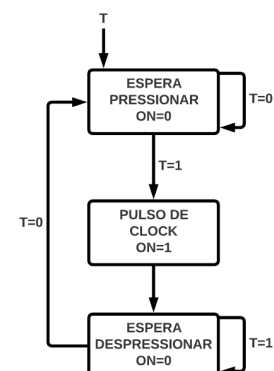 T
ESPERA
PRESSIONAR
ON=0
T=0
T=1
PULSO DE
CLOCK
ON=1
T=0
ESPERA
DESPRESSIONAR
ON=0
T=1